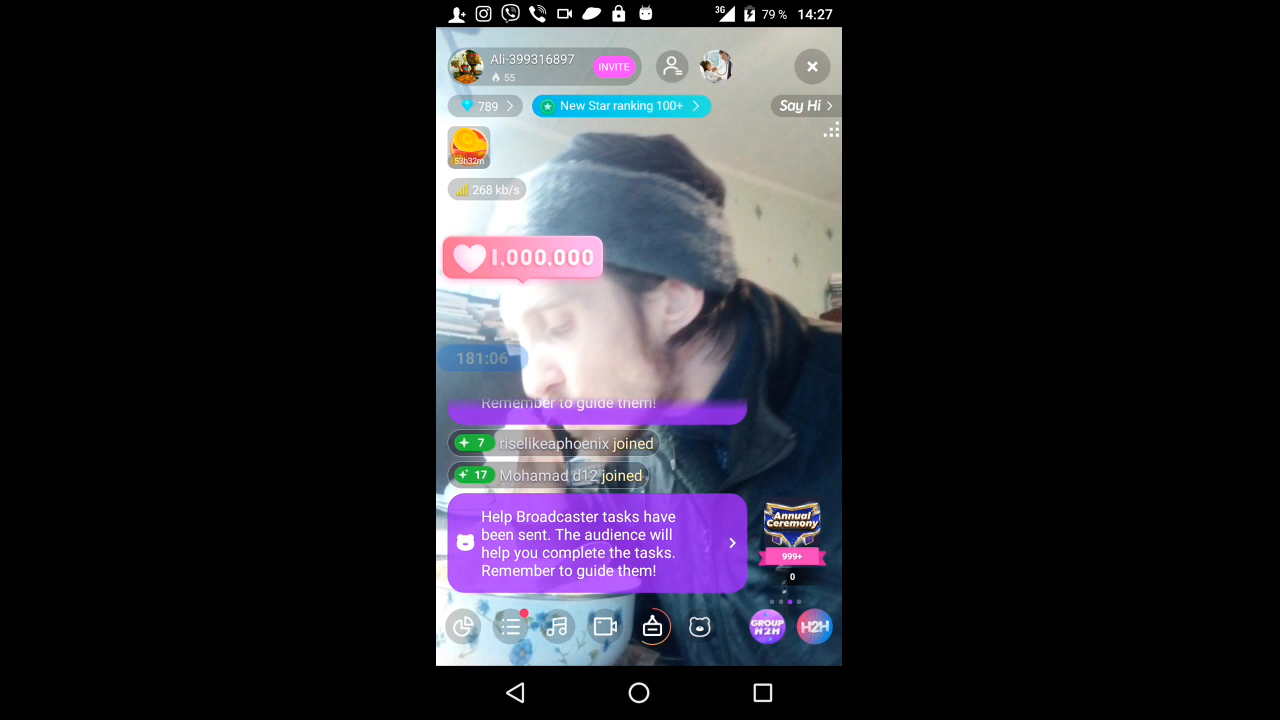 3G 79 % 14:27
Ali-399316897
INVITE
55
789
New Star ranking 100+
Say Hi
53h32m
268 kb/s
1,000,000
181:06
Remember to guide them!
7 riselikeaphoenix joined
17 Mohamad d12 joined
Help Broadcaster tasks have
been sent. The audience will
help you complete the tasks.
Remember to guide them!
Annual
Ceremony
999+
0
GROUP
H2H
H2H